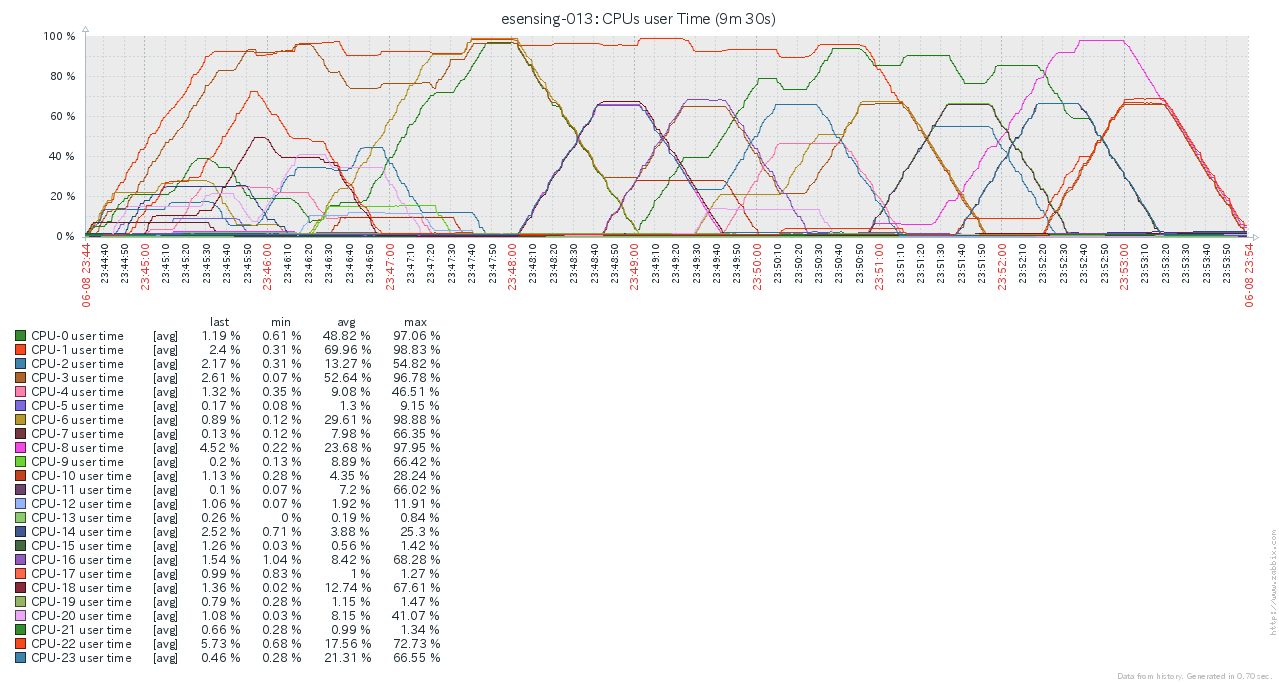 esensing-013: CPUs user Time (9m 30s)
100 %
80 %
60 %
40 %
20 %
0 %
06-08 23:44
23:44:40
23:44:50
23:45:00
23:45:10
23:45:20
23:45:30
23:45:40
23:45:50
23:46:00
23:46:10
23:46:20
23:46:30
23:46:40
23:46:50
23:47:00
23:47:10
23:47:20
23:47:30
23:47:40
23:47:50
23:48:00
23:48:10
23:48:20
23:48:30
23:48:40
23:48:50
23:49:00
23:49:10
23:49:20
23:49:30
23:49:40
23:49:50
23:50:00
23:50:10
23:50:20
23:50:30
23:50:40
23:50:50
23:51:00
23:51:10
23:51:20
23:51:30
23:51:40
23:51:50
23:52:00
23:52:10
23:52:20
23:52:30
23:52:40
23:52:50
23:53:00
23:53:10
23:53:20
23:53:30
23:53:40
23:53:50
06-08 23:54
last min avg max
CPU-0 user time [avg] 1.19 % 0.61 % 48.82 % 97.06 %
CPU-1 user time [avg] 2.4 % 0.31 % 69.96 % 98.83 %
CPU-2 user time [avg] 2.17 % 0.31 % 13.27 % 54.82 %
CPU-3 user time [avg] 2.61 % 0.07 % 52.64 % 96.78 %
CPU-4 user time [avg] 1.32 % 0.35 % 9.08 % 46.51 %
CPU-5 user time [avg] 0.17 % 0.08 % 1.3 % 9.15 %
CPU-6 user time [avg] 0.89 % 0.12 % 29.61 % 98.88 %
CPU-7 user time [avg] 0.13 % 0.12 % 7.98 % 66.35 %
CPU-8 user time [avg] 4.52 % 0.22 % 23.68 % 97.95 %
CPU-9 user time [avg] 0.2 % 0.13 % 8.89 % 66.42 %
CPU-10 user time [avg] 1.13 % 0.28 % 4.35 % 28.24 %
CPU-11 user time [avg] 0.1 % 0.07 % 7.2 % 66.02 %
CPU-12 user time [avg] 1.06 % 0.07 % 1.92 % 11.91 %
CPU-13 user time [avg] 0.26 % 0 % 0.19 % 0.84 %
CPU-14 user time [avg] 2.52 % 0.71 % 3.88 % 25.3 %
CPU-15 user time [avg] 1.26 % 0.03 % 0.56 % 1.42 %
CPU-16 user time [avg] 1.54 % 1.04 % 8.42 % 68.28 %
CPU-17 user time [avg] 0.99 % 0.83 % 1 % 1.27 %
CPU-18 user time [avg] 1.36 % 0.02 % 12.74 % 67.61 %
CPU-19 user time [avg] 0.79 % 0.28 % 1.15 % 1.47 %
CPU-20 user time [avg] 1.08 % 0.03 % 8.15 % 41.07 %
CPU-21 user time [avg] 0.66 % 0.28 % 0.99 % 1.34 %
CPU-22 user time [avg] 5.73 % 0.68 % 17.56 % 72.73 %
CPU-23 user time [avg] 0.46 % 0.28 % 21.31 % 66.55 %
http://www.zabbix.com
Data from history. Generated in 0.70 sec.